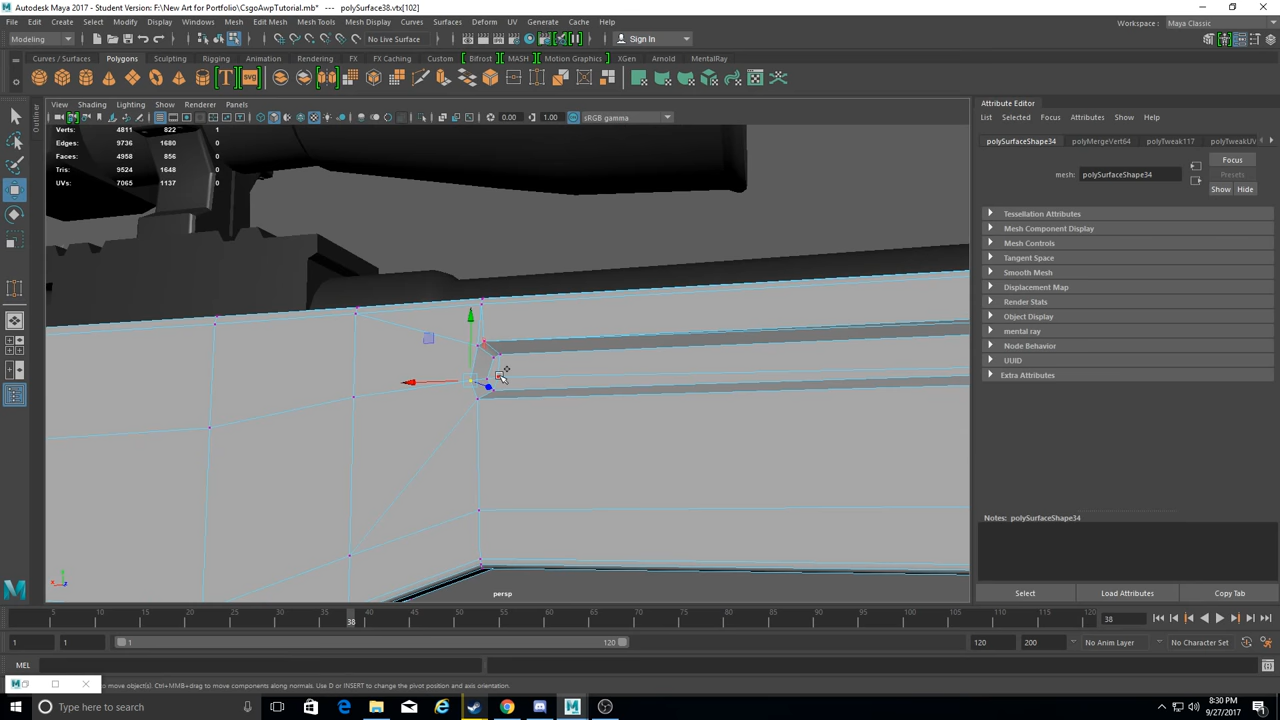 Autodesk Maya 2017 - Student Version: F:\New Art for Portfolio\CsgoAwpTutorial.mb* - polySurface38.vtx[102]
File Edit Create Select Modify Display Windows Mesh Edit Mesh Mesh Tools Mesh Display Curves Surfaces Deform UV Generate Cache Help
Workspace : Maya Classic
Modeling No Live Surface Sign In
Curves / Surfaces Polygons Sculpting Rigging Animation Rendering FX FX Caching Custom Bifrost MASH Motion Graphics XGen Arnold MentalRay
T svg
View Shading Lighting Show Renderer Panels
0.00 1.00 sRGB gamma
Outliner
Verts: 4811 822 1
Edges: 9736 1680 0
Faces: 4958 856 0
Tris: 9524 1648 0
UVs: 7065 1137 0
persp
Attribute Editor
List Selected Focus Attributes Show Help
polySurfaceShape34 polyMergeVert64 polyTweak117 polyTweakUV
Focus
mesh: polySurfaceShape34 Presets
Show Hide
Tessellation Attributes
Mesh Component Display
Mesh Controls
Tangent Space
Smooth Mesh
Displacement Map
Render Stats
Object Display
mental ray
Node Behavior
UUID
Extra Attributes
Notes: polySurfaceShape34
Select Load Attributes Copy Tab
5 10 15 20 25 30 35 38 40 45 50 55 60 65 70 75 80 85 90 95 100 105 110 115 120 38
1 1 1 120 120 200 No Anim Layer No Character Set
MEL
to move object(s). Ctrl+MMB+drag to move components along normals. Use D or INSERT to change the pivot position and axis orientation.
Type here to search
8:30 PM
9/27/2017